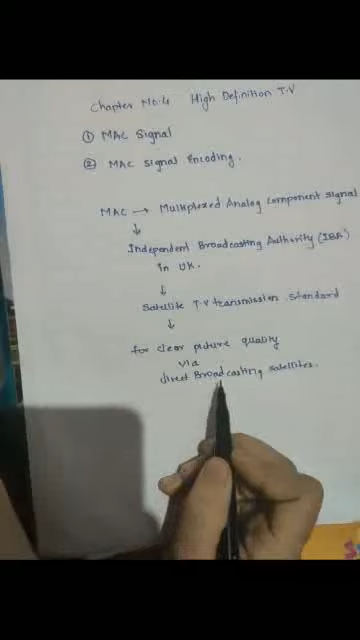 Chapter No:4 High Definition T.V
① MAC Signal
② MAC Signal Encoding.
MAC → Multiplexed Analog Component Signal
↓
Independent Broadcasting Authority (IBA)
in UK.
↓
Satellite T.V transmission Standard
↓
for clear picture quality
via
direct Broadcasting Satellites.